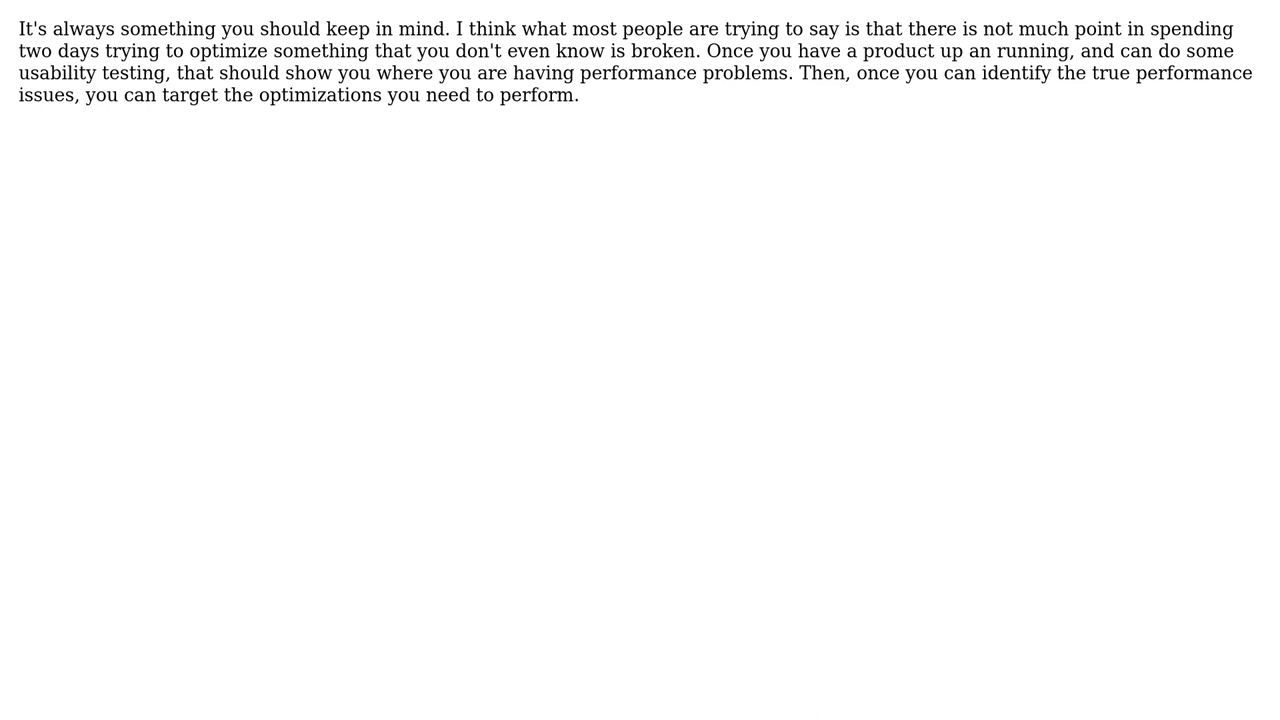 It's always something you should keep in mind. I think what most people are trying to say is that there is not much point in spending
two days trying to optimize something that you don't even know is broken. Once you have a product up an running, and can do some
usability testing, that should show you where you are having performance problems. Then, once you can identify the true performance
issues, you can target the optimizations you need to perform.